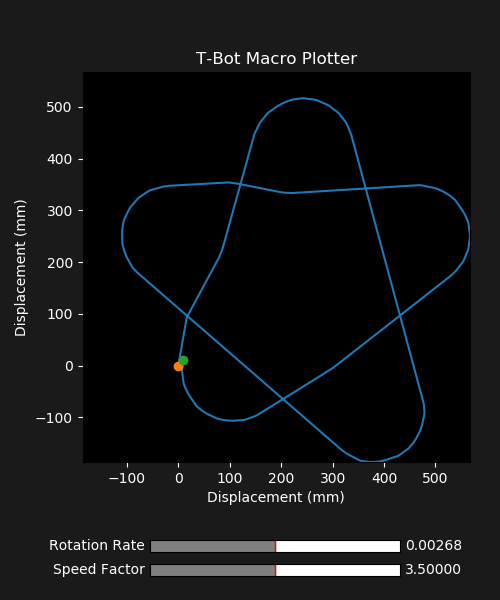 T-Bot Macro Plotter
Displacement (mm)
500
400
300
200
100
0
−100
−100 0 100 200 300 400 500
Displacement (mm)
Rotation Rate 0.00268
Speed Factor 3.50000